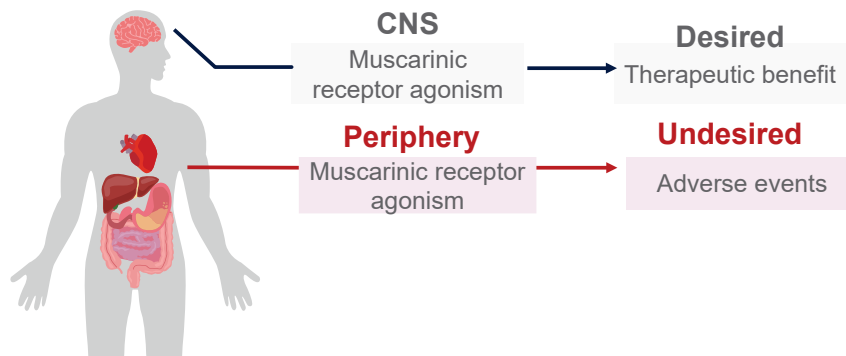 CNS
Muscarinic
receptor agonism
Desired
Therapeutic benefit
Periphery
Muscarinic receptor
agonism
Undesired
Adverse events